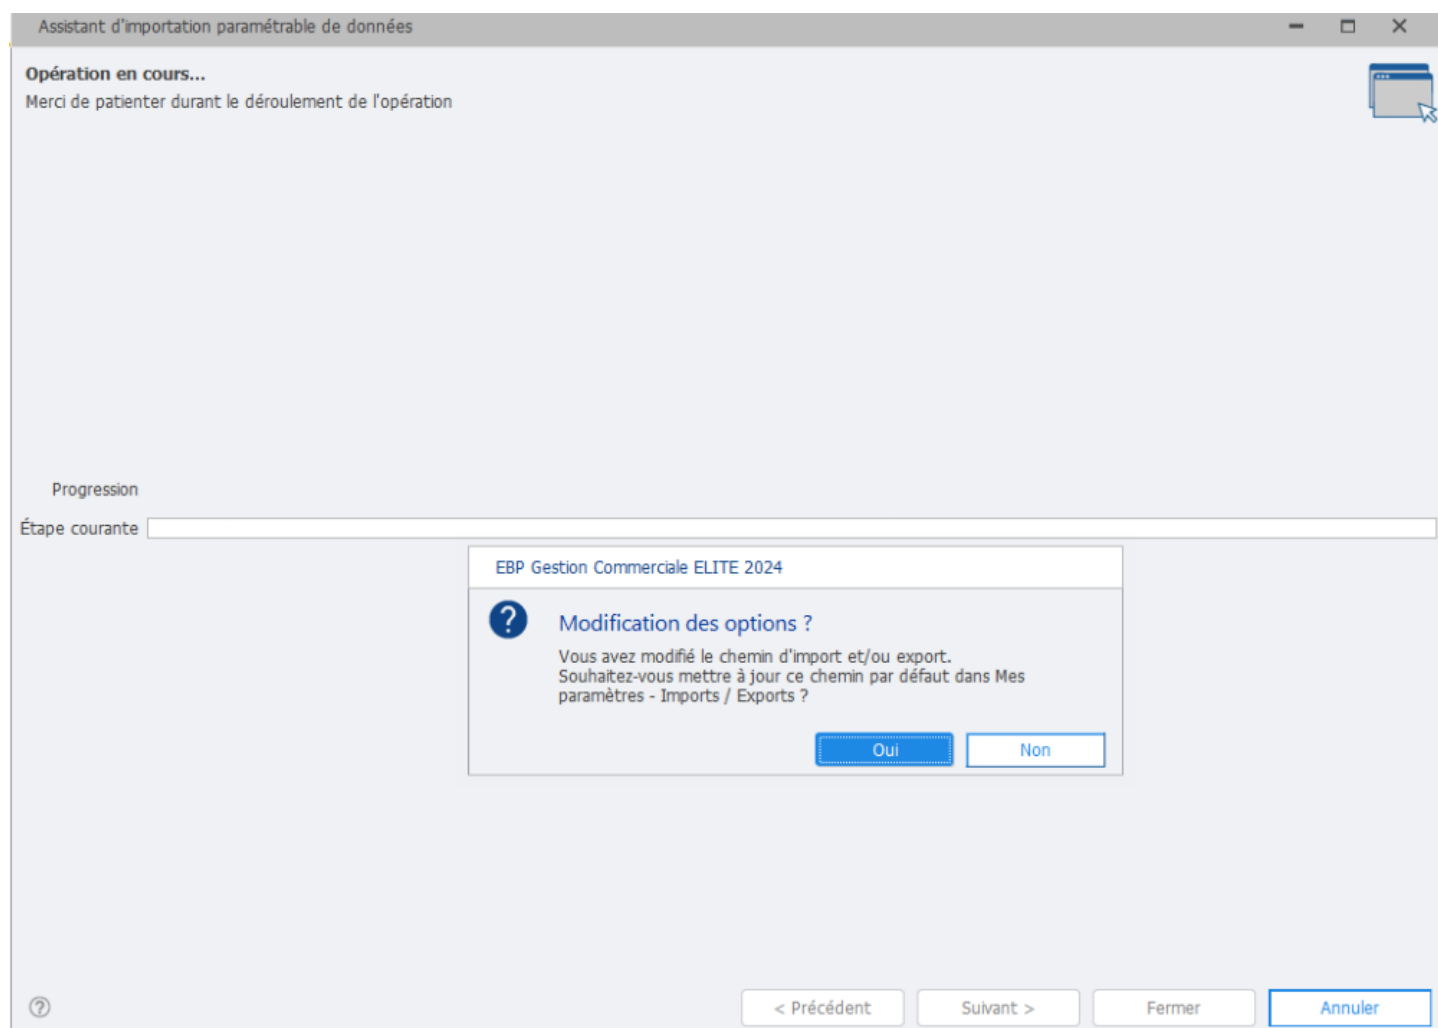 Assistant d'importation paramétrable de données
Opération en cours...
Merci de patienter durant le déroulement de l'opération
Progression
Étape courante
EBP Gestion Commerciale ELITE 2024
?
Modification des options ?
Vous avez modifié le chemin d'import et/ou export.
Souhaitez-vous mettre à jour ce chemin par défaut dans Mes
paramètres - Imports / Exports ?
Oui
Non
?
< Précédent
Suivant >
Fermer
Annuler